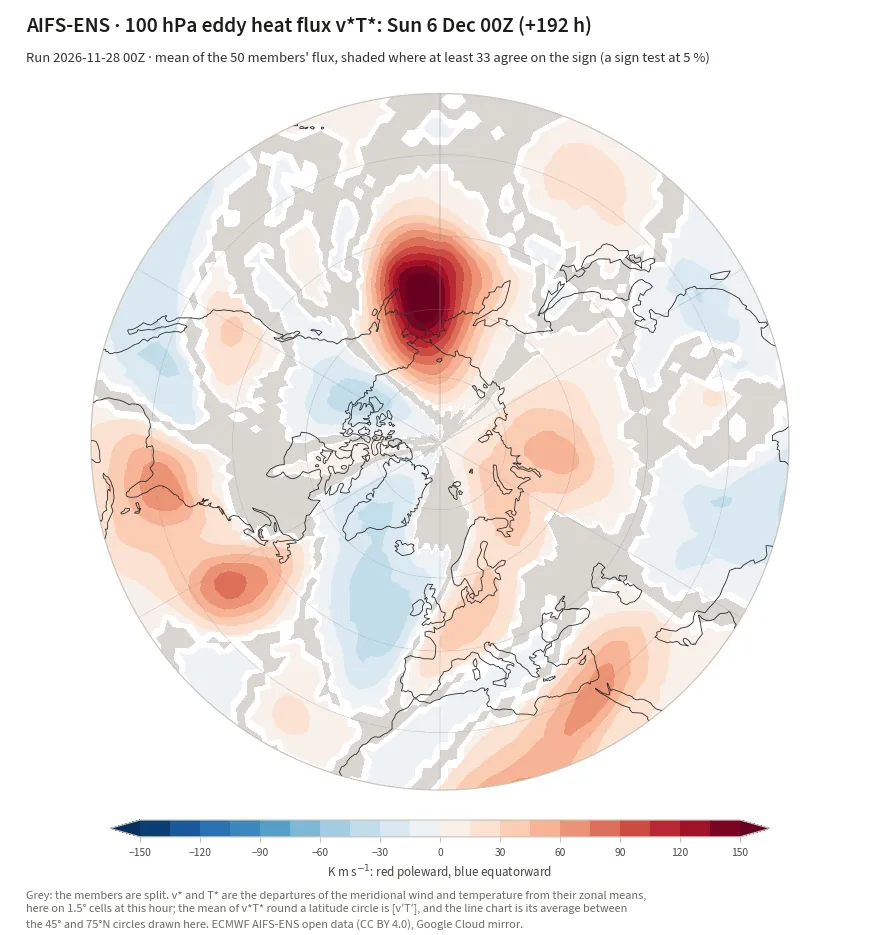 AIFS-ENS · 100 hPa eddy heat flux v*T*: Sun 6 Dec 00Z (+192 h)
Run 2026-11-28 00Z · mean of the 50 members' flux, shaded where at least 33 agree on the sign (a sign test at 5 %)
−150 −120 −90 −60 −30 0 30 60 90 120 150
K m s⁻¹: red poleward, blue equatorward
Grey: the members are split. v* and T* are the departures of the meridional wind and temperature from their zonal means,
here on 1.5° cells at this hour; the mean of v*T* round a latitude circle is [v'T'], and the line chart is its average between
the 45° and 75°N circles drawn here. ECMWF AIFS-ENS open data (CC BY 4.0), Google Cloud mirror.